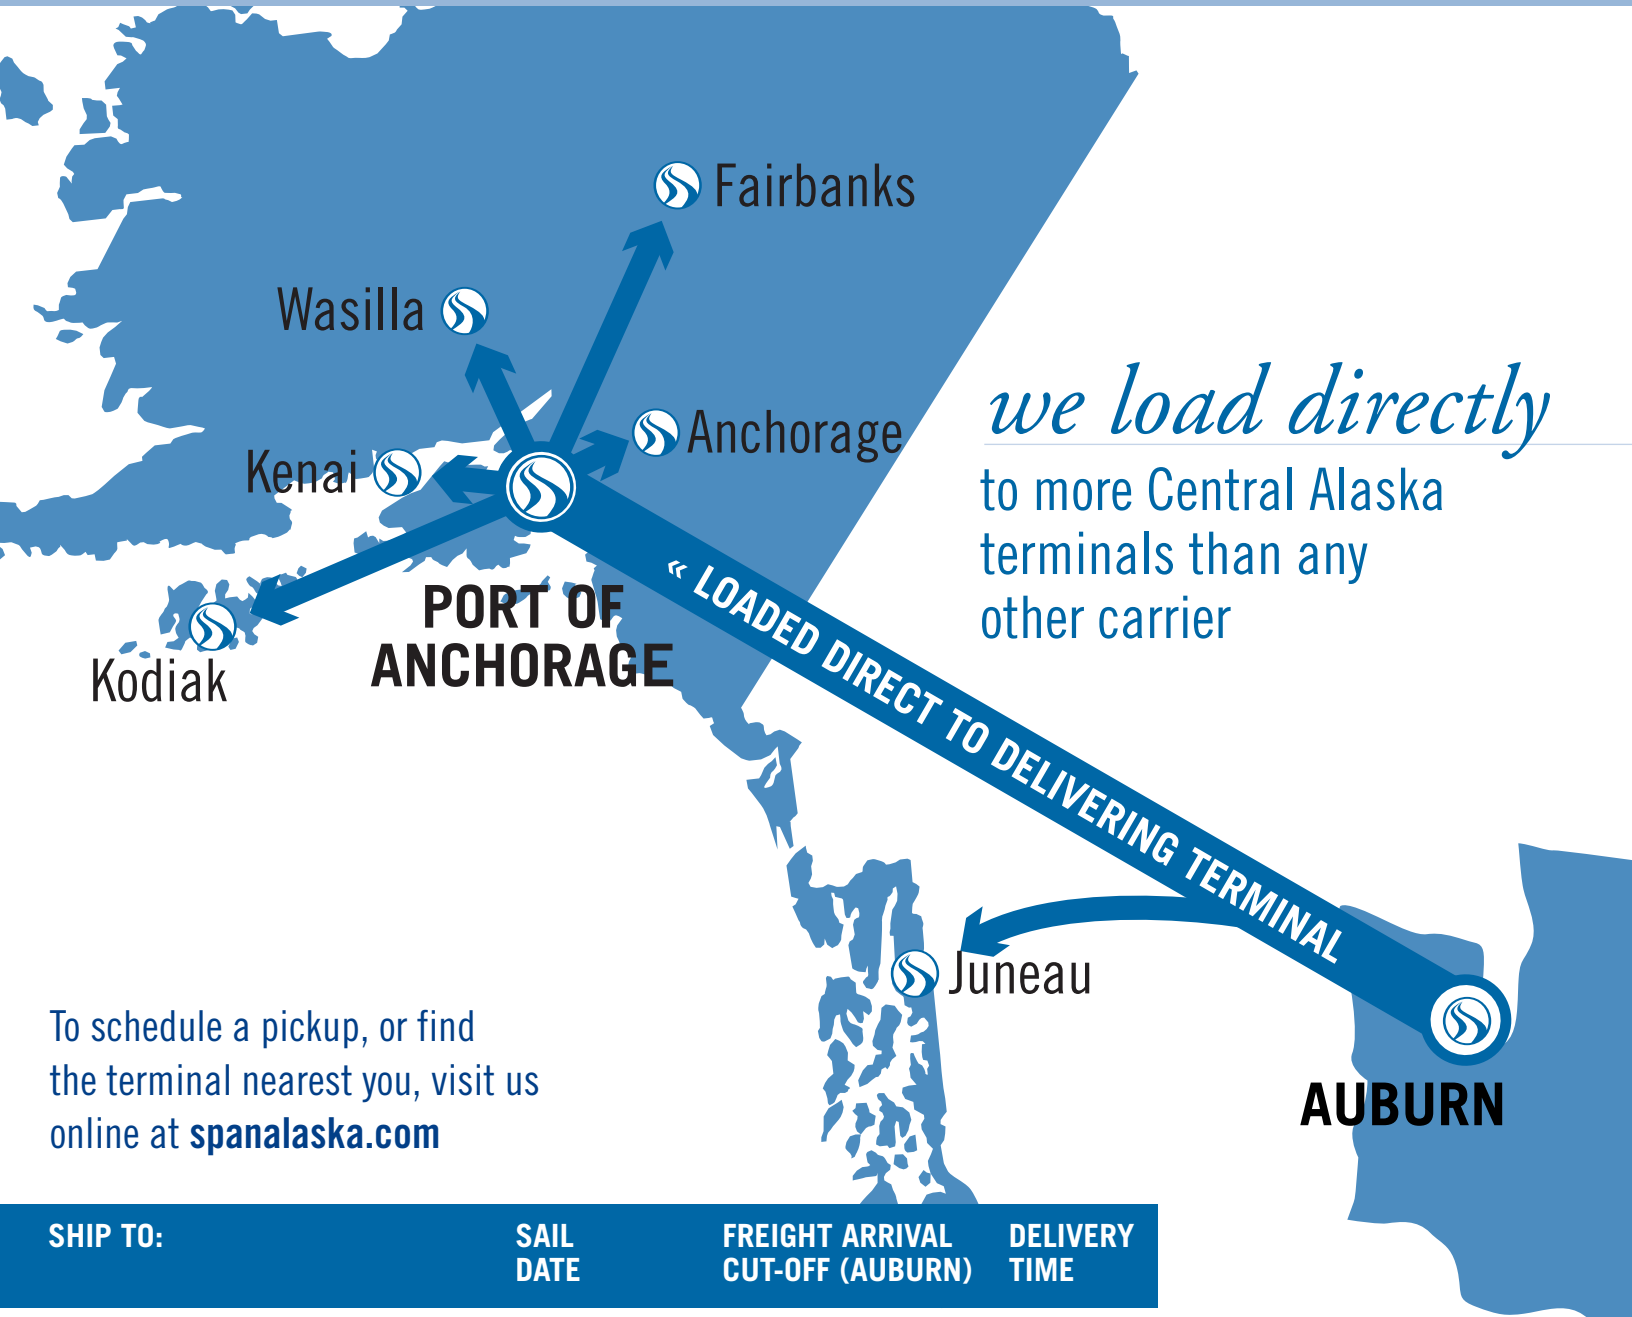 Fairbanks
Wasilla
we load directly
Anchorage
Kenai
to more Central Alaska
terminals than any
other carrier
« LOADED DIRECT TO DELIVERING TERMINAL
PORT OF
ANCHORAGE
Kodiak
Juneau
To schedule a pickup, or find
the terminal nearest you, visit us
online at spanalaska.com
AUBURN
SHIP TO:
SAIL
DATE
FREIGHT ARRIVAL
CUT-OFF (AUBURN)
DELIVERY
TIME